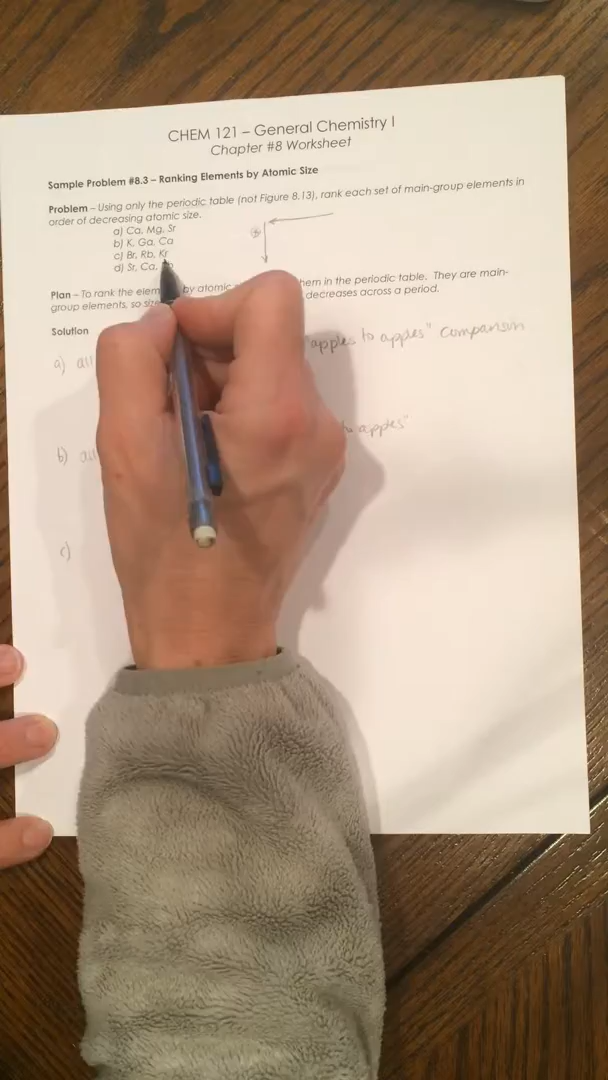 CHEM 121 – General Chemistry I
Chapter #8 Worksheet
Sample Problem #8.3 – Ranking Elements by Atomic Size
Problem – Using only the periodic table (not Figure 8.13), rank each set of main-group elements in
order of decreasing atomic size.
a) Ca, Mg, Sr
b) K, Ga, Ca
c) Br, Rb, Kr
d) Sr, Ca,
Plan – To rank the elem by atomic hem in the periodic table. They are main-
group elements, so decreases across a period.
Solution
a) all "apples to apples" comparison
b) all to apples"
c)